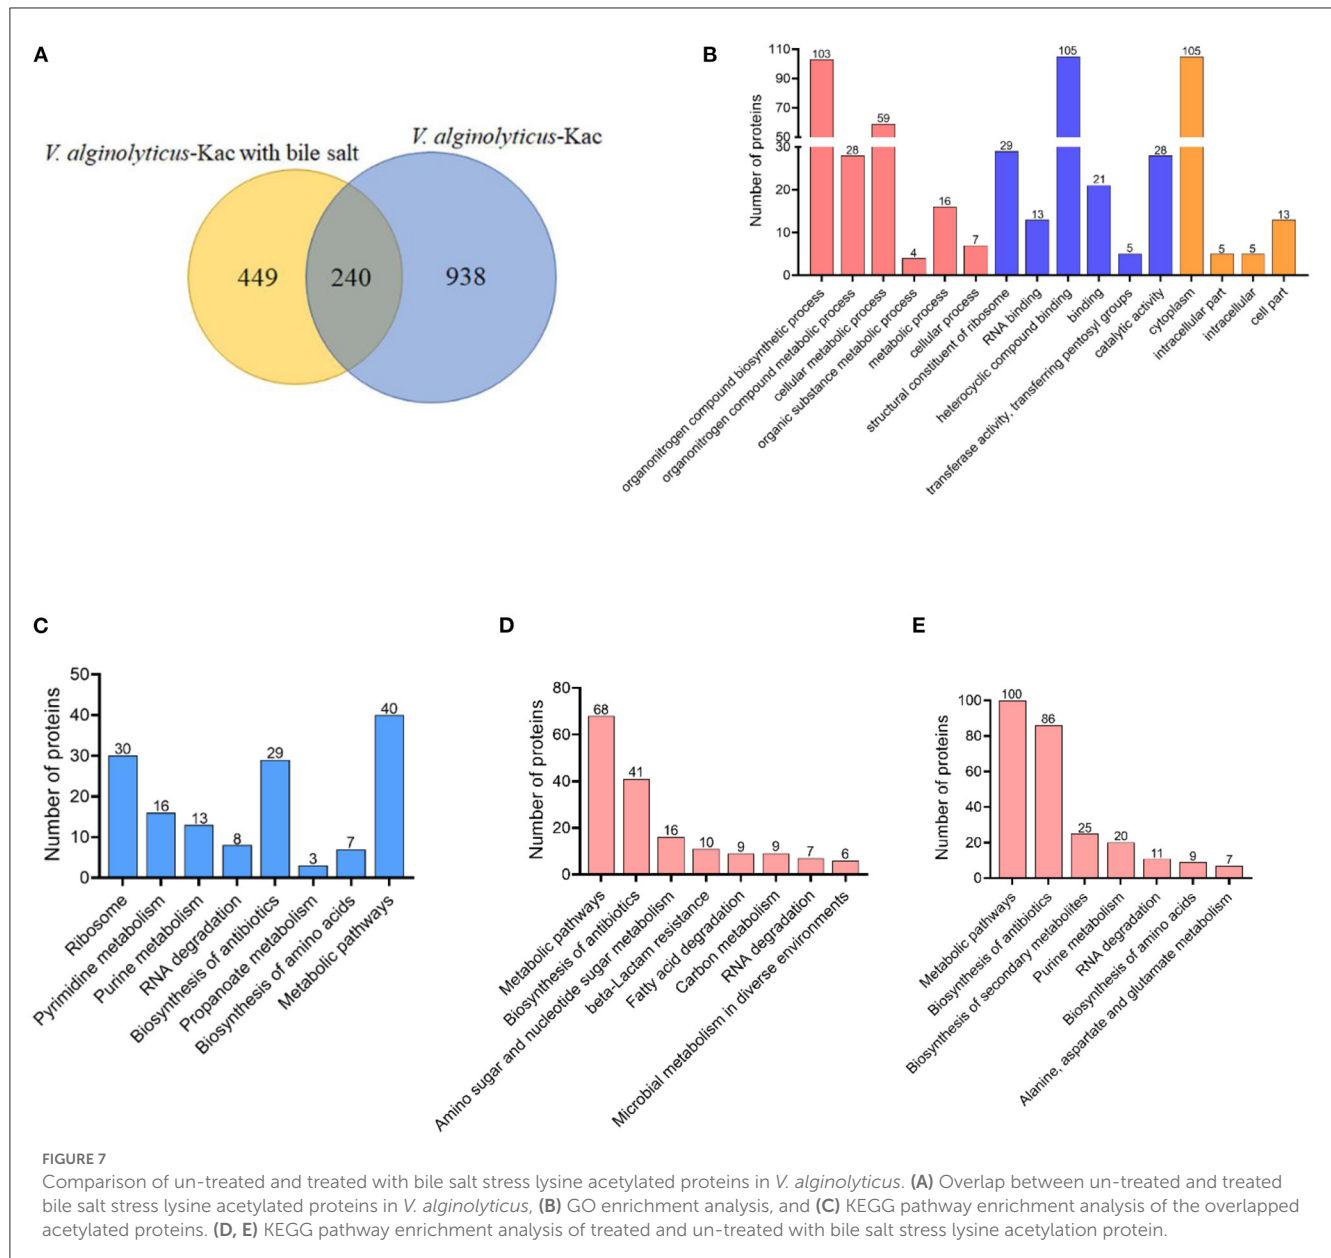 A
V. alginolyticus-Kac with bile salt
V. alginolyticus-Kac
449
240
938
B
Number of proteins
110
90
70
50
30
20
10
0
103
28
59
4
16
7
29
13
105
21
5
28
105
5
5
13
organonitrogen compound biosynthetic process
organonitrogen compound metabolic process
cellular metabolic process
organic substance metabolic process
metabolic process
cellular process
structural constituent of ribosome
RNA binding
heterocyclic compound binding
binding
transferase activity, transferring pentosyl groups
catalytic activity
cytoplasm
intracellular part
intracellular
cell part
C
Number of proteins
50
40
30
20
10
0
30
16
13
8
29
3
7
40
Ribosome
Pyrimidine metabolism
Purine metabolism
RNA degradation
Biosynthesis of antibiotics
Propanoate metabolism
Biosynthesis of amino acids
Metabolic pathways
D
Number of proteins
80
60
40
20
0
68
41
16
10
9
9
7
6
Metabolic pathways
Biosynthesis of antibiotics
Amino sugar and nucleotide sugar metabolism
beta-Lactam resistance
Fatty acid degradation
Carbon metabolism
RNA degradation
Microbial metabolism in diverse environments
E
Number of proteins
100
80
60
40
20
0
100
86
25
20
11
9
7
Metabolic pathways
Biosynthesis of antibiotics
Biosynthesis of secondary metabolites
Purine metabolism
RNA degradation
Biosynthesis of amino acids
Alanine, aspartate and glutamate metabolism
FIGURE 7
Comparison of un-treated and treated with bile salt stress lysine acetylated proteins in V. alginolyticus. (A) Overlap between un-treated and treated
bile salt stress lysine acetylated proteins in V. alginolyticus, (B) GO enrichment analysis, and (C) KEGG pathway enrichment analysis of the overlapped
acetylated proteins. (D, E) KEGG pathway enrichment analysis of treated and un-treated with bile salt stress lysine acetylation protein.